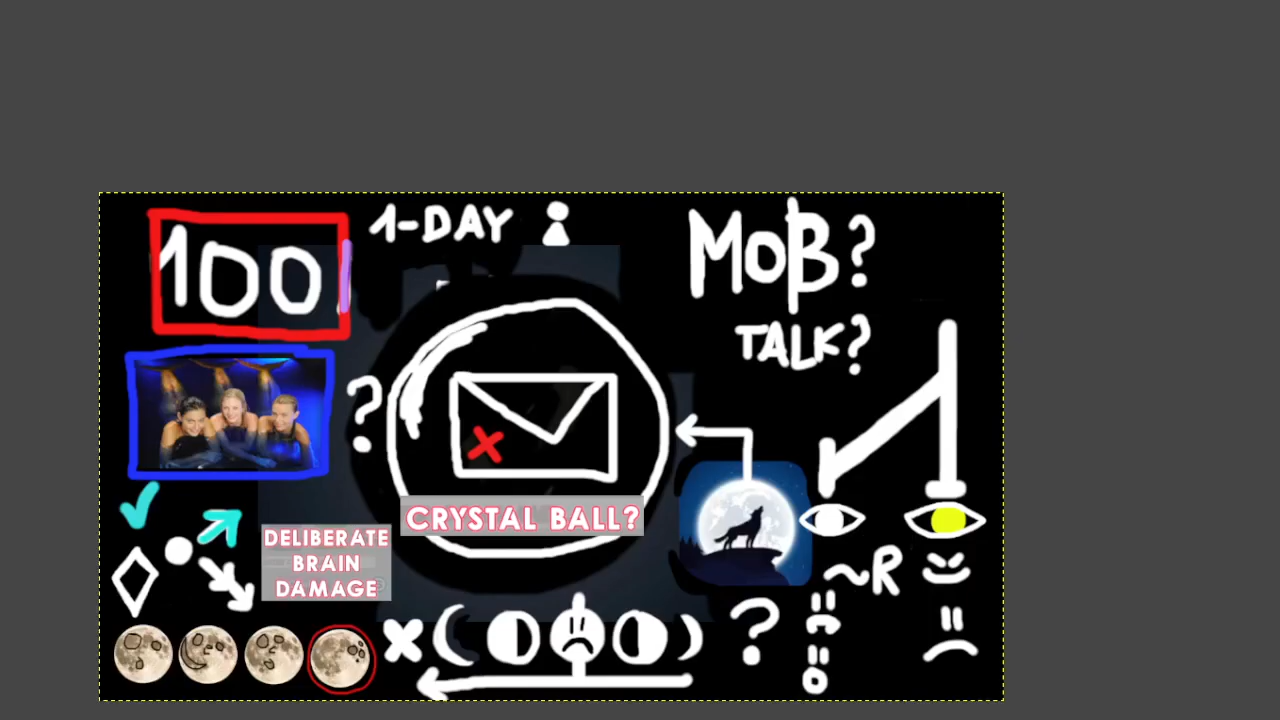 100
1-DAY
MOB?
TALK?
?
CRYSTAL BALL?
DELIBERATE
BRAIN
DAMAGE
~R
?